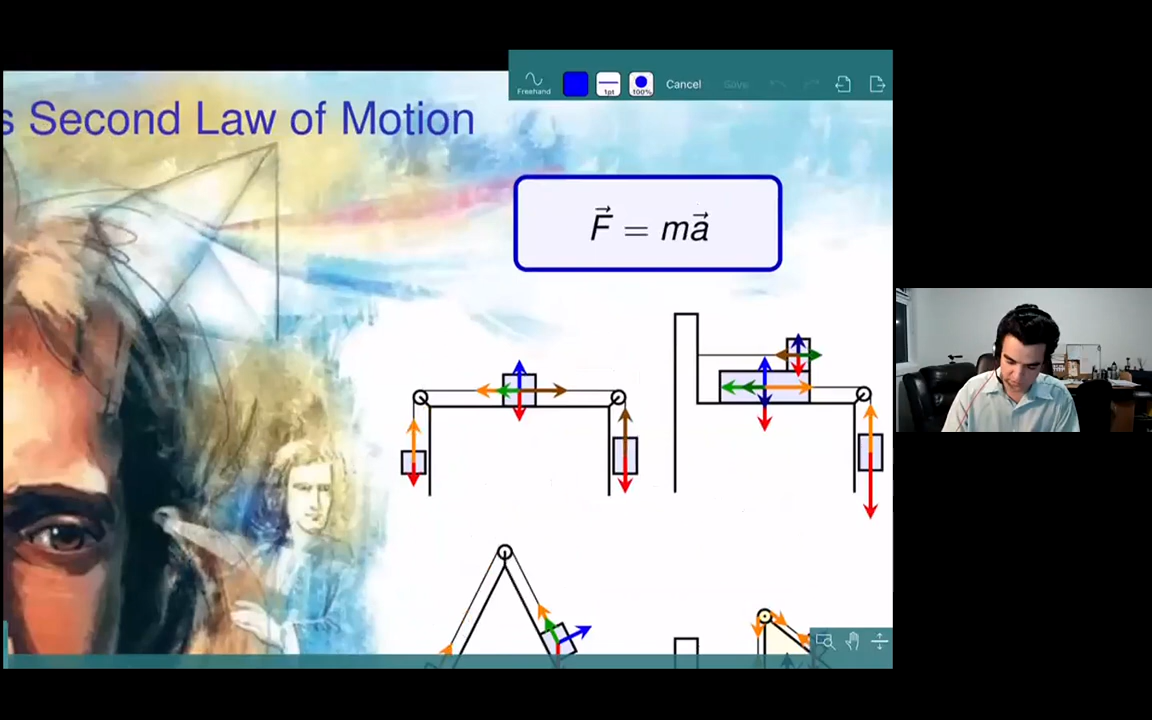 Freehand
1pt
100%
Cancel
Save
s Second Law of Motion
F⃗ = ma⃗